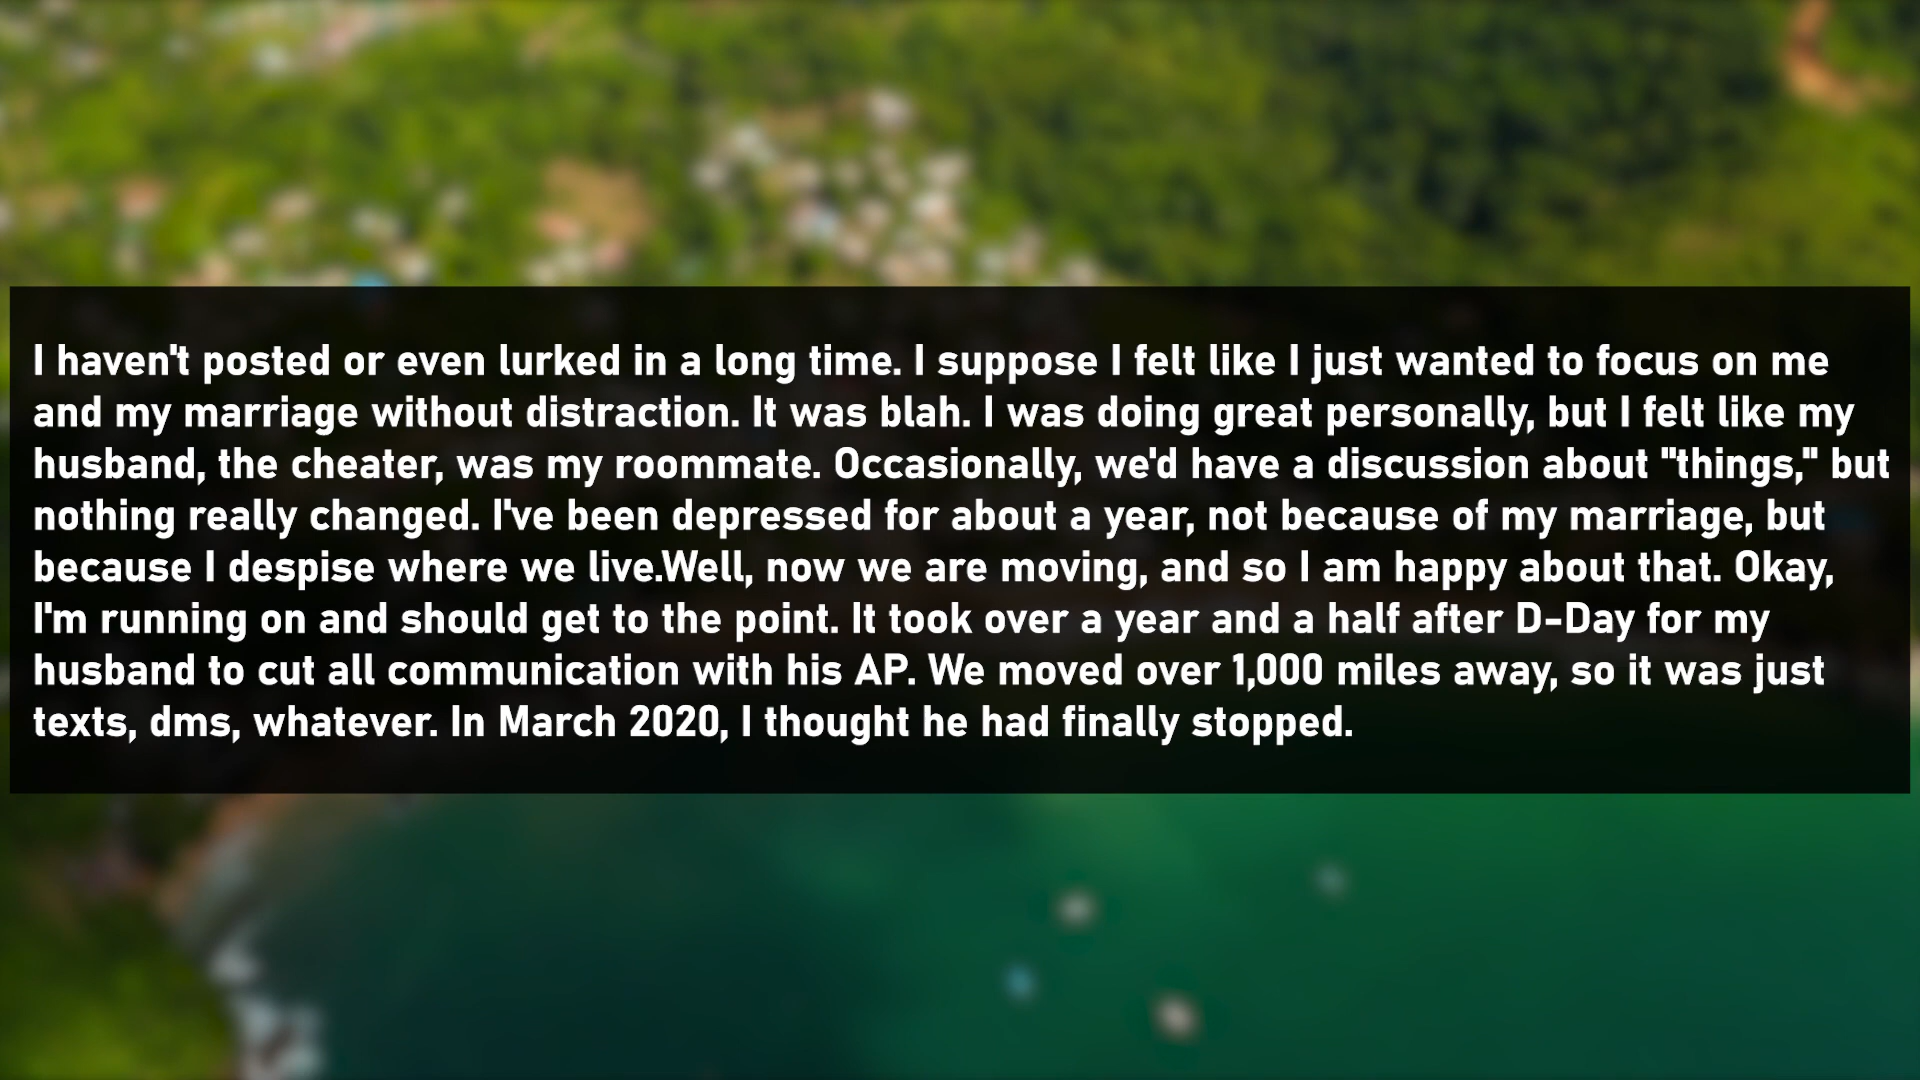 I haven't posted or even lurked in a long time. I suppose I felt like I just wanted to focus on me
and my marriage without distraction. It was blah. I was doing great personally, but I felt like my
husband, the cheater, was my roommate. Occasionally, we'd have a discussion about "things," but
nothing really changed. I've been depressed for about a year, not because of my marriage, but
because I despise where we live.Well, now we are moving, and so I am happy about that. Okay,
I'm running on and should get to the point. It took over a year and a half after D-Day for my
husband to cut all communication with his AP. We moved over 1,000 miles away, so it was just
texts, dms, whatever. In March 2020, I thought he had finally stopped.